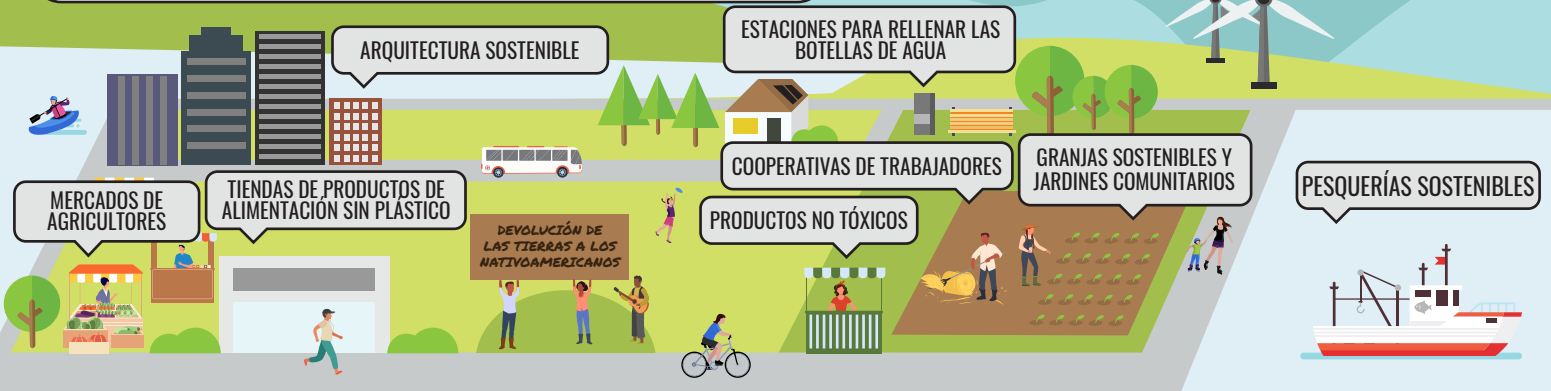 ESTACIONES PARA RELLENAR LAS
BOTELLAS DE AGUA
ARQUITECTURA SOSTENIBLE
COOPERATIVAS DE TRABAJADORES
GRANJAS SOSTENIBLES Y
JARDINES COMUNITARIOS
PESQUERÍAS SOSTENIBLES
MERCADOS DE
AGRICULTORES
TIENDAS DE PRODUCTOS DE
ALIMENTACIÓN SIN PLÁSTICO
PRODUCTOS NO TÓXICOS
DEVOLUCIÓN DE
LAS TIERRAS A LOS
NATIVOAMERICANOS